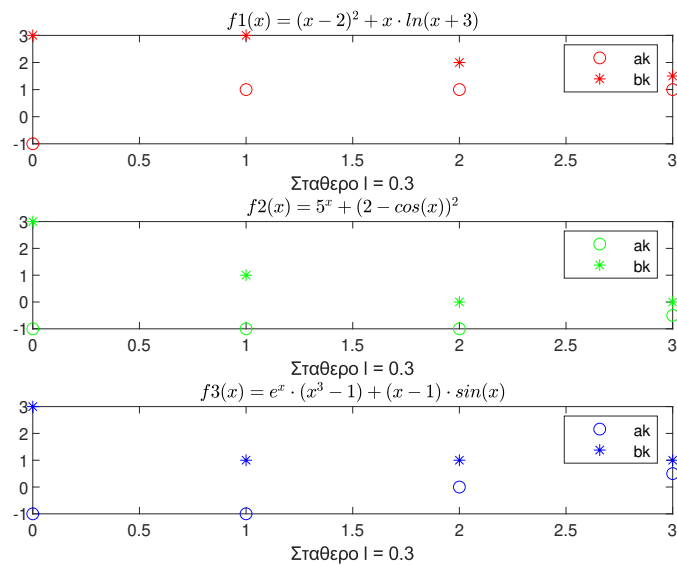 f1(x) = (x − 2)² + x · ln(x + 3)
3
2
1
0
-1
ak
bk
0 0.5 1 1.5 2 2.5 3
Σταθερο l = 0.3
f2(x) = 5ˣ + (2 − cos(x))²
3
2
1
0
-1
ak
bk
0 0.5 1 1.5 2 2.5 3
Σταθερο l = 0.3
f3(x) = eˣ · (x³ − 1) + (x − 1) · sin(x)
3
2
1
0
-1
ak
bk
0 0.5 1 1.5 2 2.5 3
Σταθερο l = 0.3